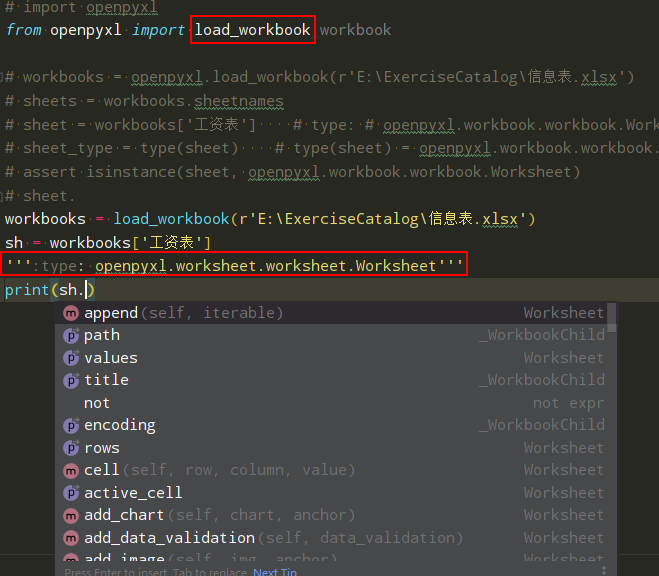 # import openpyxl
from openpyxl import load_workbook workbook
# workbooks = openpyxl.load_workbook(r'E:\ExerciseCatalog\信息表.xlsx')
# sheets = workbooks.sheetnames
# sheet = workbooks['工资表'] # type: # openpyxl.workbook.workbook.Work
# sheet_type = type(sheet) # type(sheet) = openpyxl.workbook.workbook.
# assert isinstance(sheet, openpyxl.workbook.workbook.Worksheet)
# sheet.
workbooks = load_workbook(r'E:\ExerciseCatalog\信息表.xlsx')
sh = workbooks['工资表']
''':type: openpyxl.worksheet.worksheet.Worksheet'''
print(sh.)
m append(self, iterable) Worksheet
p path _WorkbookChild
p values Worksheet
p title _WorkbookChild
not not expr
p encoding _WorkbookChild
p rows Worksheet
m cell(self, row, column, value) Worksheet
p active_cell Worksheet
m add_chart(self, chart, anchor) Worksheet
m add_data_validation(self, data_validation) Worksheet
m add_image(self, img, anchor) Worksheet
Press Enter to insert, Tab to replace Next Tip